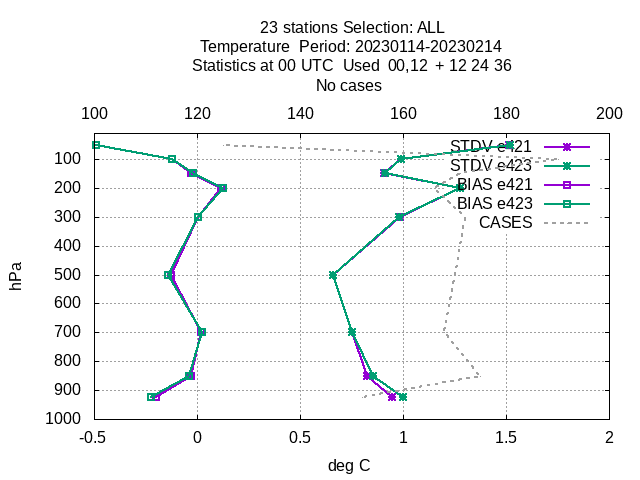 23 stations Selection: ALL
Temperature  Period: 20230114-20230214
Statistics at 00 UTC  Used  00,12  + 12 24 36
No cases
100 120 140 160 180 200
STDV e421
100
STDV e423
BIAS e421
200
BIAS e423
300
CASES
400
hPa
500
600
700
800
900
1000
-0.5 0 0.5 1 1.5 2
deg C